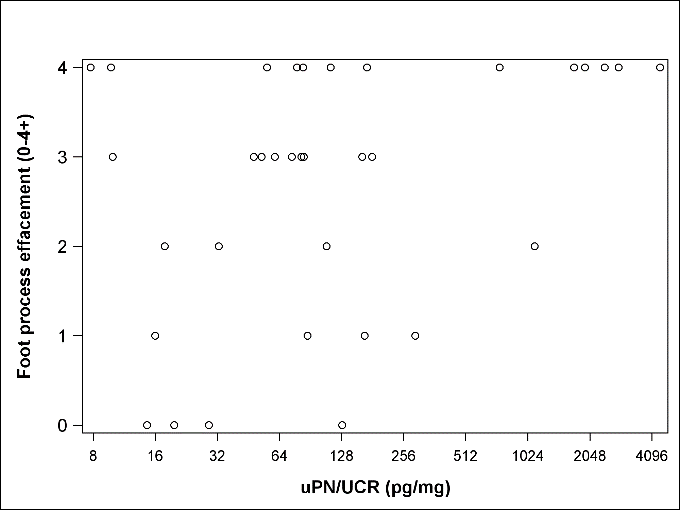 Foot process effacement (0-4+)
4
3
2
1
0
8 16 32 64 128 256 512 1024 2048 4096
uPN/UCR (pg/mg)